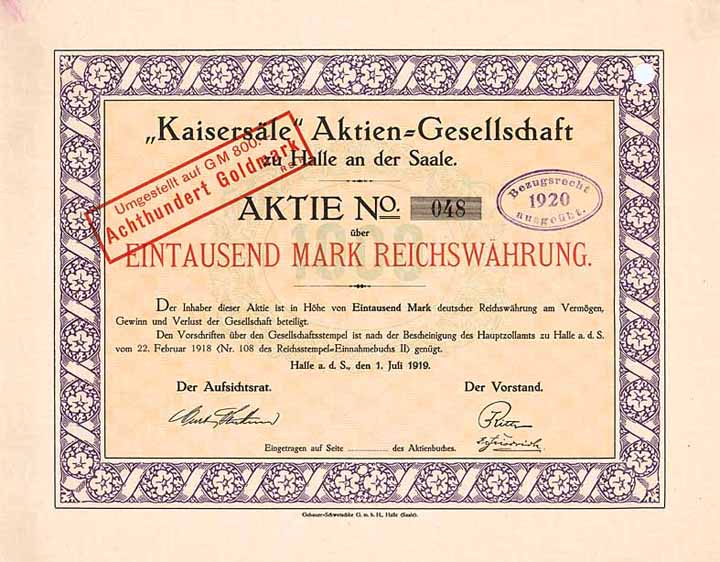 „Kaisersäle" Aktien=Gesellschaft
zu Halle an der Saale.
Umgestellt auf GM 800.-
Achthundert Goldmark
AKTIE No. 048
Bezugsrecht
1920
ausgeübt.
über
1000
EINTAUSEND MARK REICHSWÄHRUNG.
Der Inhaber dieser Aktie ist in Höhe von Eintausend Mark deutscher Reichswährung am Vermögen,
Gewinn und Verlust der Gesellschaft beteiligt.
Den Vorschriften über den Gesellschaftsstempel ist nach der Bescheinigung des Hauptzollamts zu Halle a. d. S.
vom 22. Februar 1918 (Nr. 108 des Reichsstempel=Einnahmebuchs II) genügt.
Halle a. d. S., den 1. Juli 1919.
Der Aufsichtsrat. Der Vorstand.
Eingetragen auf Seite ............ des Aktienbuches.
Gebauer=Schwetschke G. m. b. H., Halle (Saale).